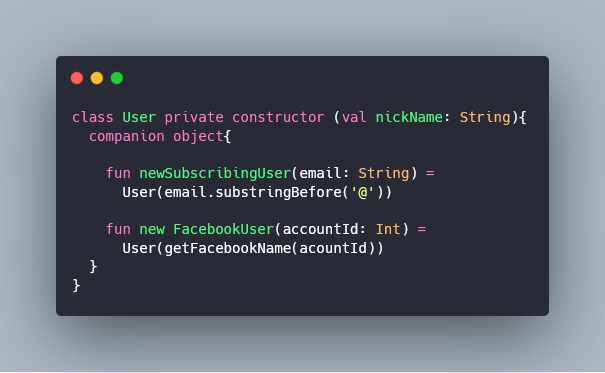 class User private constructor (val nickName: String){
companion object{
fun newSubscribingUser(email: String) =
User(email.substringBefore('@'))
fun new FacebookUser(accountId: Int) =
User(getFacebookName(acountId))
}
}